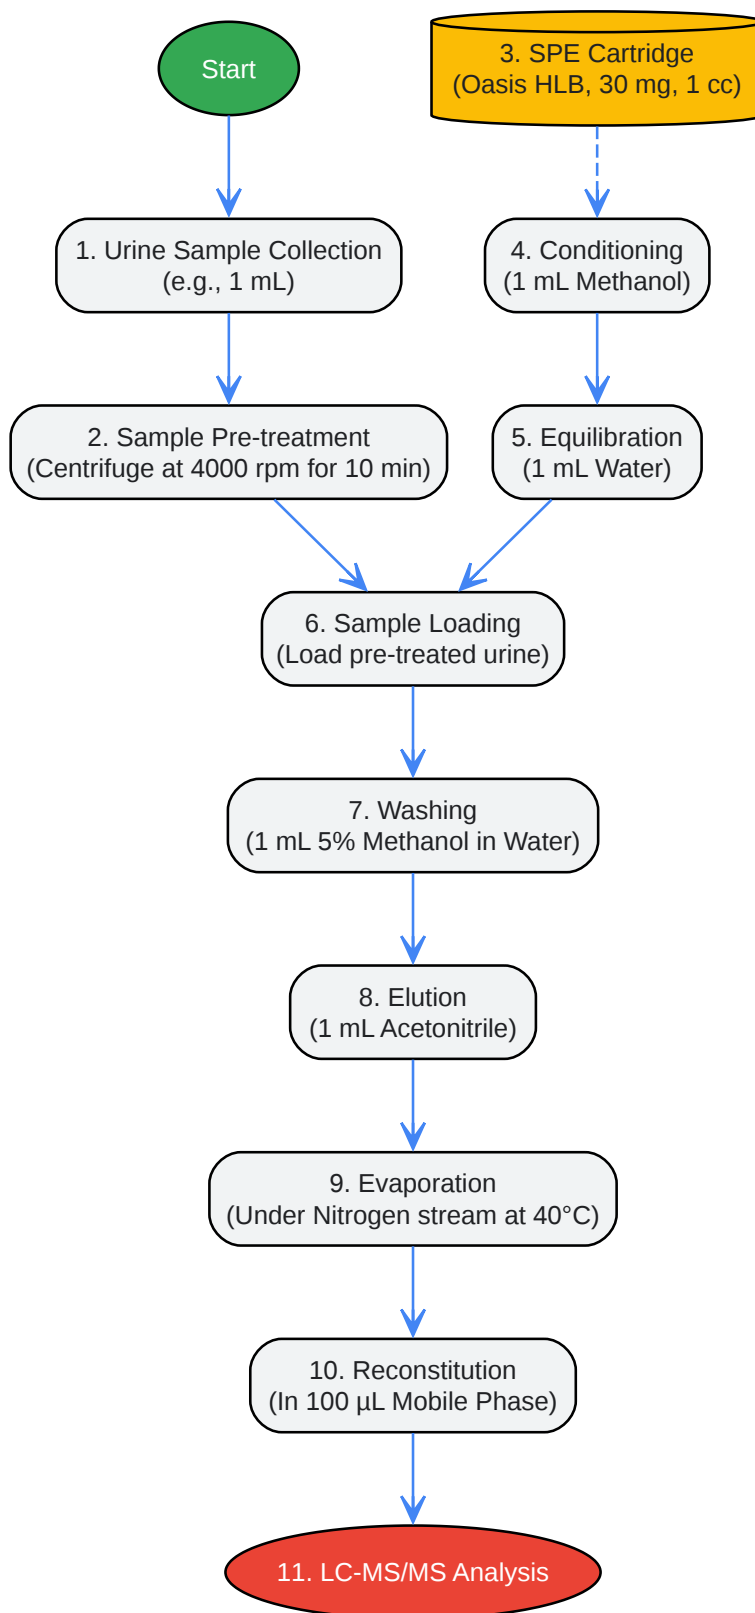 Start
3. SPE Cartridge
(Oasis HLB, 30 mg, 1 cc)
1. Urine Sample Collection
(e.g., 1 mL)
4. Conditioning
(1 mL Methanol)
2. Sample Pre-treatment
(Centrifuge at 4000 rpm for 10 min)
5. Equilibration
(1 mL Water)
6. Sample Loading
(Load pre-treated urine)
7. Washing
(1 mL 5% Methanol in Water)
8. Elution
(1 mL Acetonitrile)
9. Evaporation
(Under Nitrogen stream at 40°C)
10. Reconstitution
(In 100 µL Mobile Phase)
11. LC-MS/MS Analysis